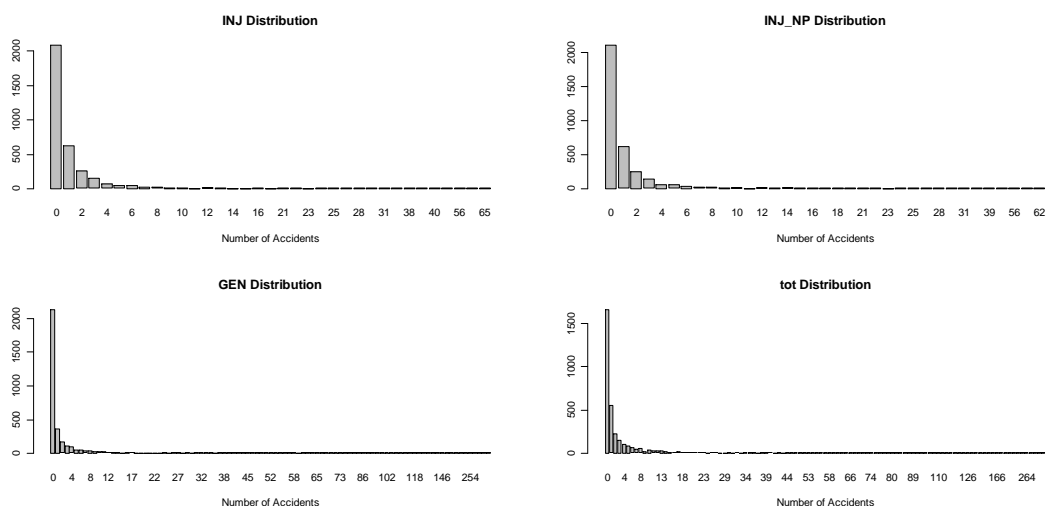 INJ Distribution
2000
1500
1000
500
0
0 2 4 6 8 10 12 14 16 21 23 25 28 31 38 40 56 65
Number of Accidents
INJ_NP Distribution
2000
1500
1000
500
0
0 2 4 6 8 10 12 14 16 18 21 23 25 28 31 39 56 62
Number of Accidents
GEN Distribution
2000
1500
1000
500
0
0 4 8 12 17 22 27 32 38 45 52 58 65 73 86 102 146 254
Number of Accidents
tot Distribution
1500
1000
500
0
0 4 8 13 18 23 29 34 39 44 53 58 66 80 89 110 126 166 264
Number of Accidents